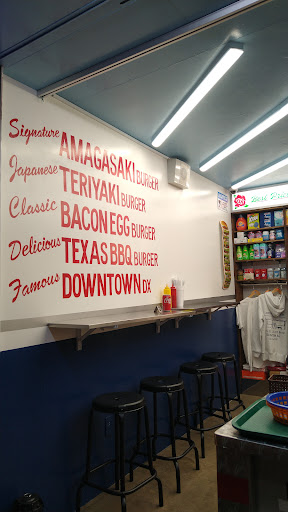 Signature AMAGASAKI BURGER
Japanese TERIYAKI BURGER
Classic BACON EGG BURGER
Delicious TEXAS BBQ BURGER
Famous DOWNTOWN DX